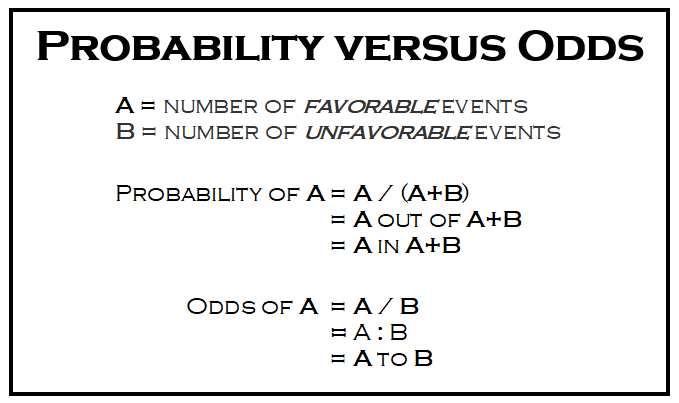 Probability versus Odds
A = number of favorable events
B = number of unfavorable events
Probability of A = A / (A+B)
= A out of A+B
= A in A+B
Odds of A = A / B
= A : B
= A to B